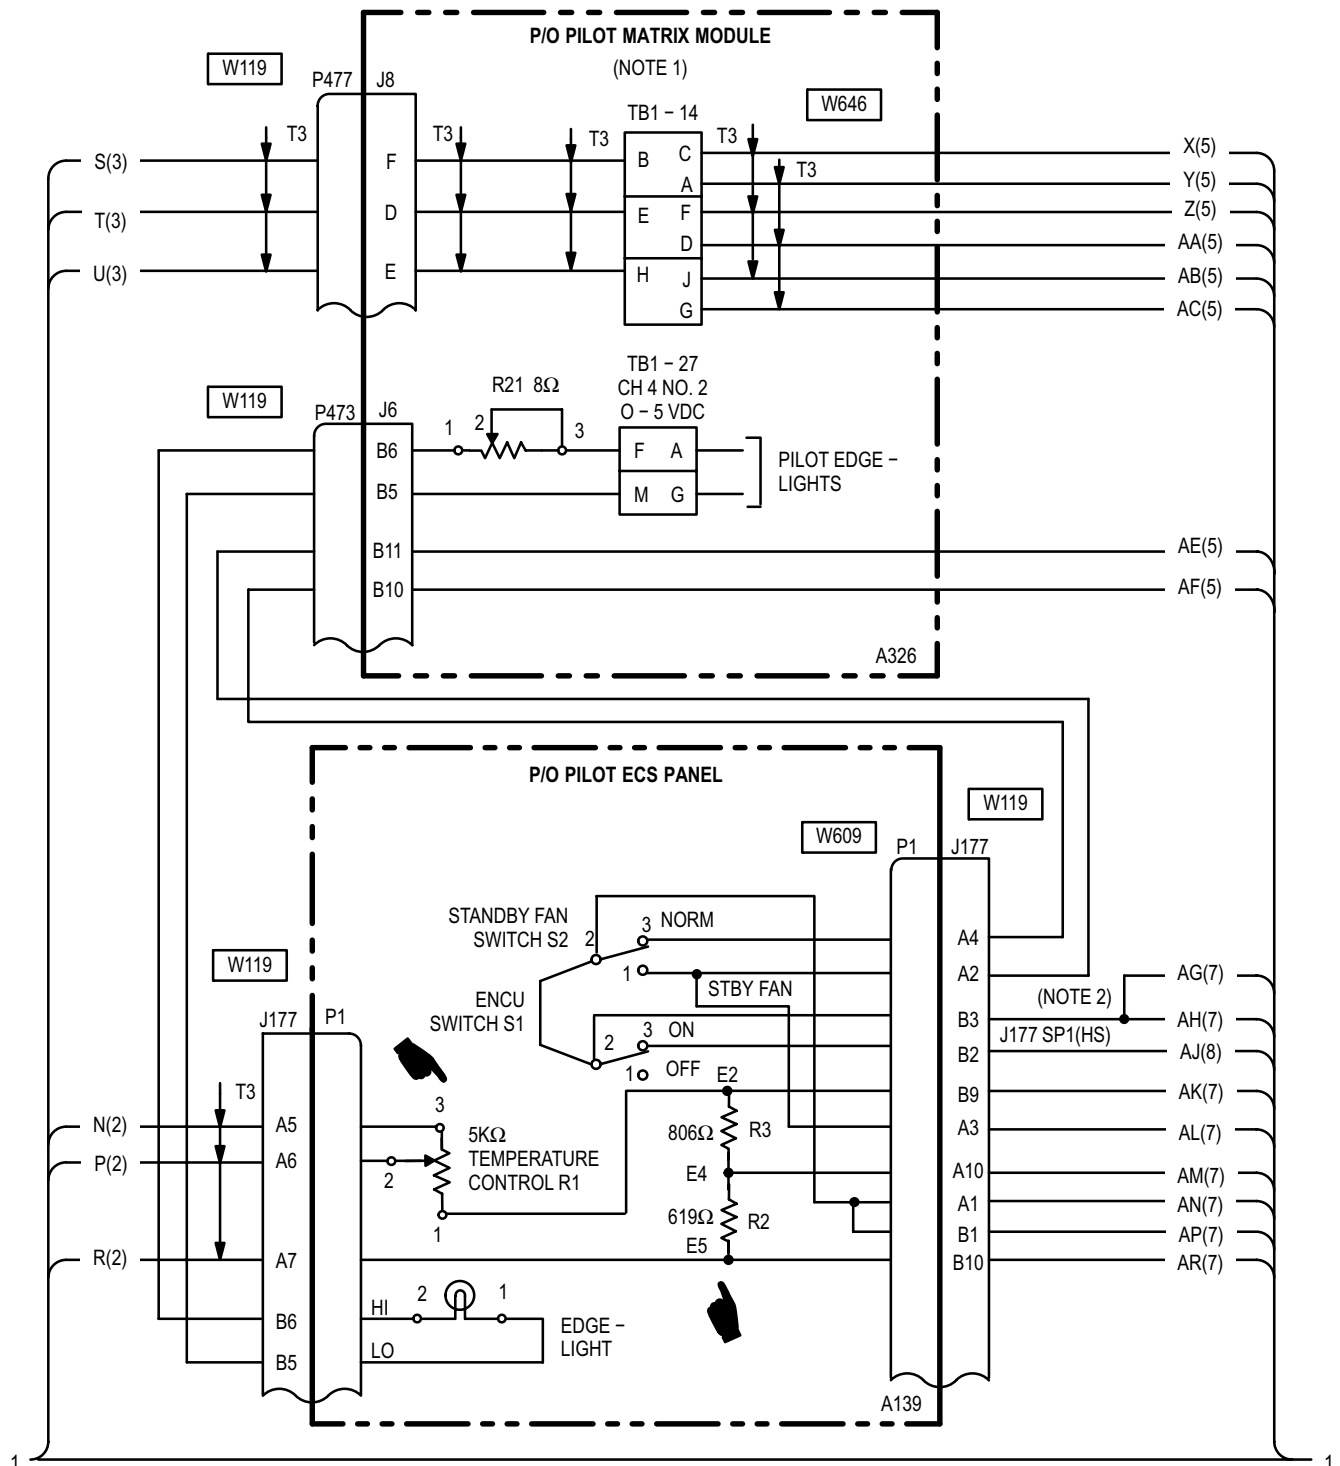 P/O PILOT MATRIX MODULE
(NOTE 1)
W119
P477 J8
TB1 – 14
W646
T3 T3 T3 T3 T3
S(3) F B C X(5)
A Y(5)
T(3) D E F Z(5)
D AA(5)
U(3) E H J AB(5)
G AC(5)
W119
P473 J6
R21 8Ω
TB1 – 27
CH 4 NO. 2
O – 5 VDC
1 2 3
B6 F A
B5 M G
PILOT EDGE –
LIGHTS
B11 AE(5)
B10 AF(5)
A326
P/O PILOT ECS PANEL
W119
W609
P1 J177
STANDBY FAN
SWITCH S2
2 3 NORM
1 STBY FAN
ENCU
SWITCH S1
2 3 ON
1 OFF
A4
A2 AG(7)
(NOTE 2)
B3 AH(7)
J177 SP1(HS)
B2 AJ(8)
E2 B9 AK(7)
806Ω R3 A3 AL(7)
E4 A10 AM(7)
619Ω R2 A1 AN(7)
B1 AP(7)
E5 B10 AR(7)
W119
J177 P1
T3
N(2) A5 3
P(2) A6 2
5KΩ
TEMPERATURE
CONTROL R1
1
R(2) A7
B6 HI 2 1
B5 LO
EDGE –
LIGHT
A139
1 1